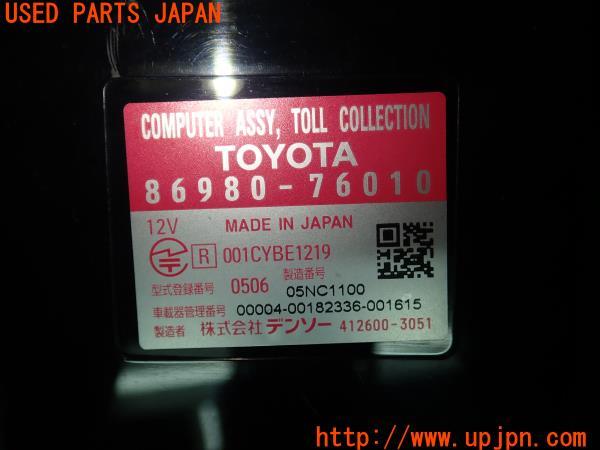 USED PARTS JAPAN
COMPUTER ASSY, TOLL COLLECTION
TOYOTA
86980-76010
12V MADE IN JAPAN
R 001CYBE1219
型式登録番号 0506 製造番号 05NC1100
車載器管理番号 00004-00182336-001615
製造者 株式会社 デンソー 412600-3051
http://www.upjpn.com